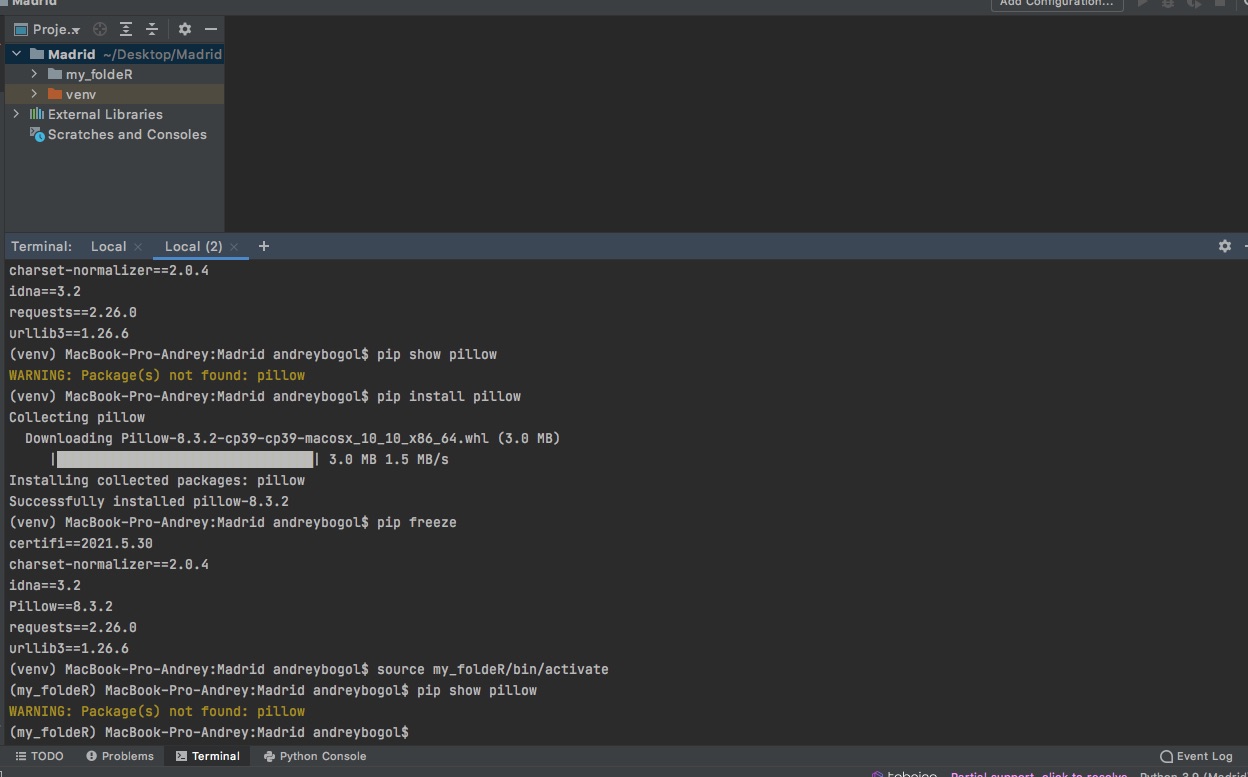 Madrid
Add Configuration...
Proje..
Madrid ~/Desktop/Madrid
my_foldeR
venv
External Libraries
Scratches and Consoles
Terminal: Local Local (2)
charset-normalizer==2.0.4
idna==3.2
requests==2.26.0
urllib3==1.26.6
(venv) MacBook-Pro-Andrey:Madrid andreybogol$ pip show pillow
WARNING: Package(s) not found: pillow
(venv) MacBook-Pro-Andrey:Madrid andreybogol$ pip install pillow
Collecting pillow
Downloading Pillow-8.3.2-cp39-cp39-macosx_10_10_x86_64.whl (3.0 MB)
| | 3.0 MB 1.5 MB/s
Installing collected packages: pillow
Successfully installed pillow-8.3.2
(venv) MacBook-Pro-Andrey:Madrid andreybogol$ pip freeze
certifi==2021.5.30
charset-normalizer==2.0.4
idna==3.2
Pillow==8.3.2
requests==2.26.0
urllib3==1.26.6
(venv) MacBook-Pro-Andrey:Madrid andreybogol$ source my_foldeR/bin/activate
(my_foldeR) MacBook-Pro-Andrey:Madrid andreybogol$ pip show pillow
WARNING: Package(s) not found: pillow
(my_foldeR) MacBook-Pro-Andrey:Madrid andreybogol$
TODO Problems Terminal Python Console Event Log
Partial support, click to resolve Python 3.9 (Madrid